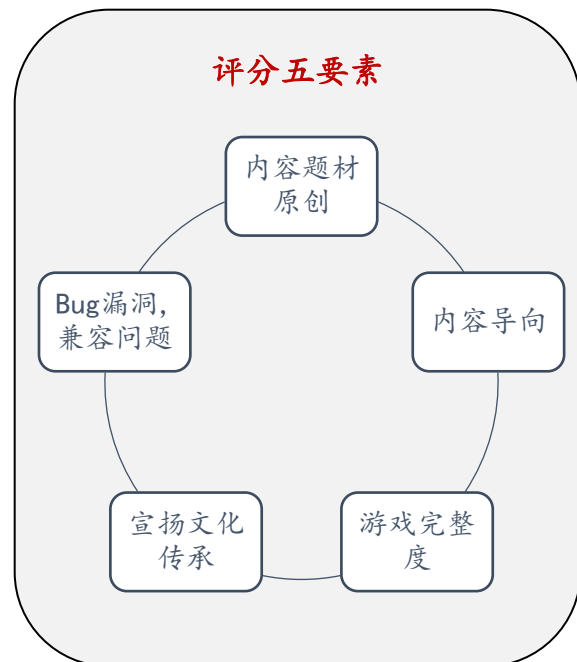 评分五要素
内容题材
原创
Bug漏洞,
兼容问题
内容导向
宣扬文化
传承
游戏完整
度